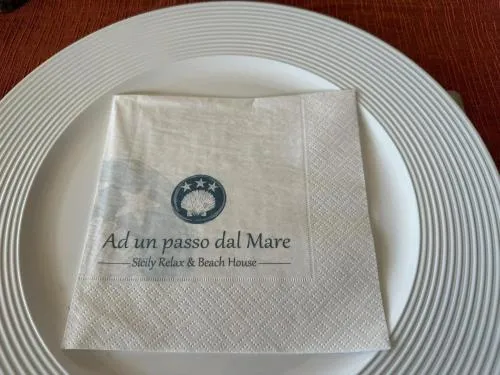 Ad un passo dal Mare
Sicily Relax & Beach House